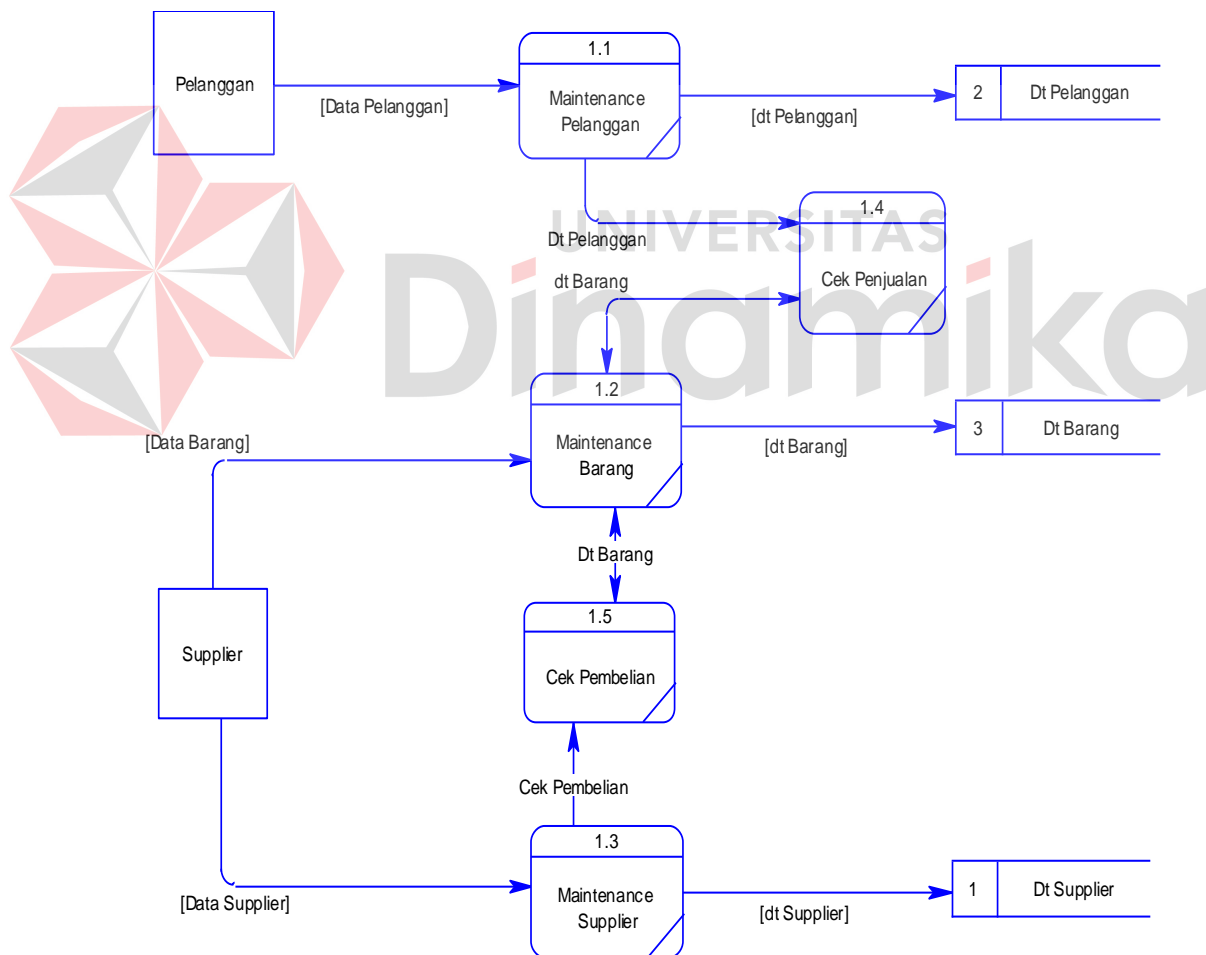 1.1
Pelanggan
[Data Pelanggan]
Maintenance
Pelanggan
[dt Pelanggan]
2 Dt Pelanggan
1.4
UNIVERSITAS
Dt Pelanggan
Dinamika
dt Barang
Cek Penjualan
1.2
[Data Barang]
Maintenance
Barang
[dt Barang]
3 Dt Barang
Dt Barang
1.5
Supplier
Cek Pembelian
Cek Pembelian
1.3
[Data Supplier]
Maintenance
Supplier
[dt Supplier]
1 Dt Supplier